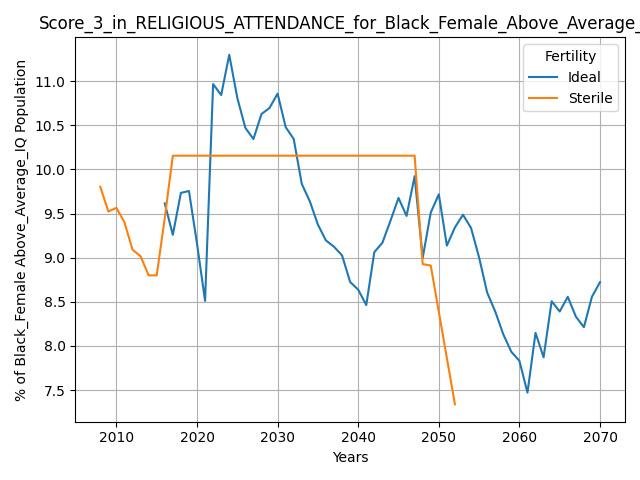 Score_3_in_RELIGIOUS_ATTENDANCE_for_Black_Female_Above_Average_
Fertility
Ideal
Sterile
% of Black_Female Above_Average_IQ Population
11.0
10.5
10.0
9.5
9.0
8.5
8.0
7.5
2010
2020
2030
2040
2050
2060
2070
Years